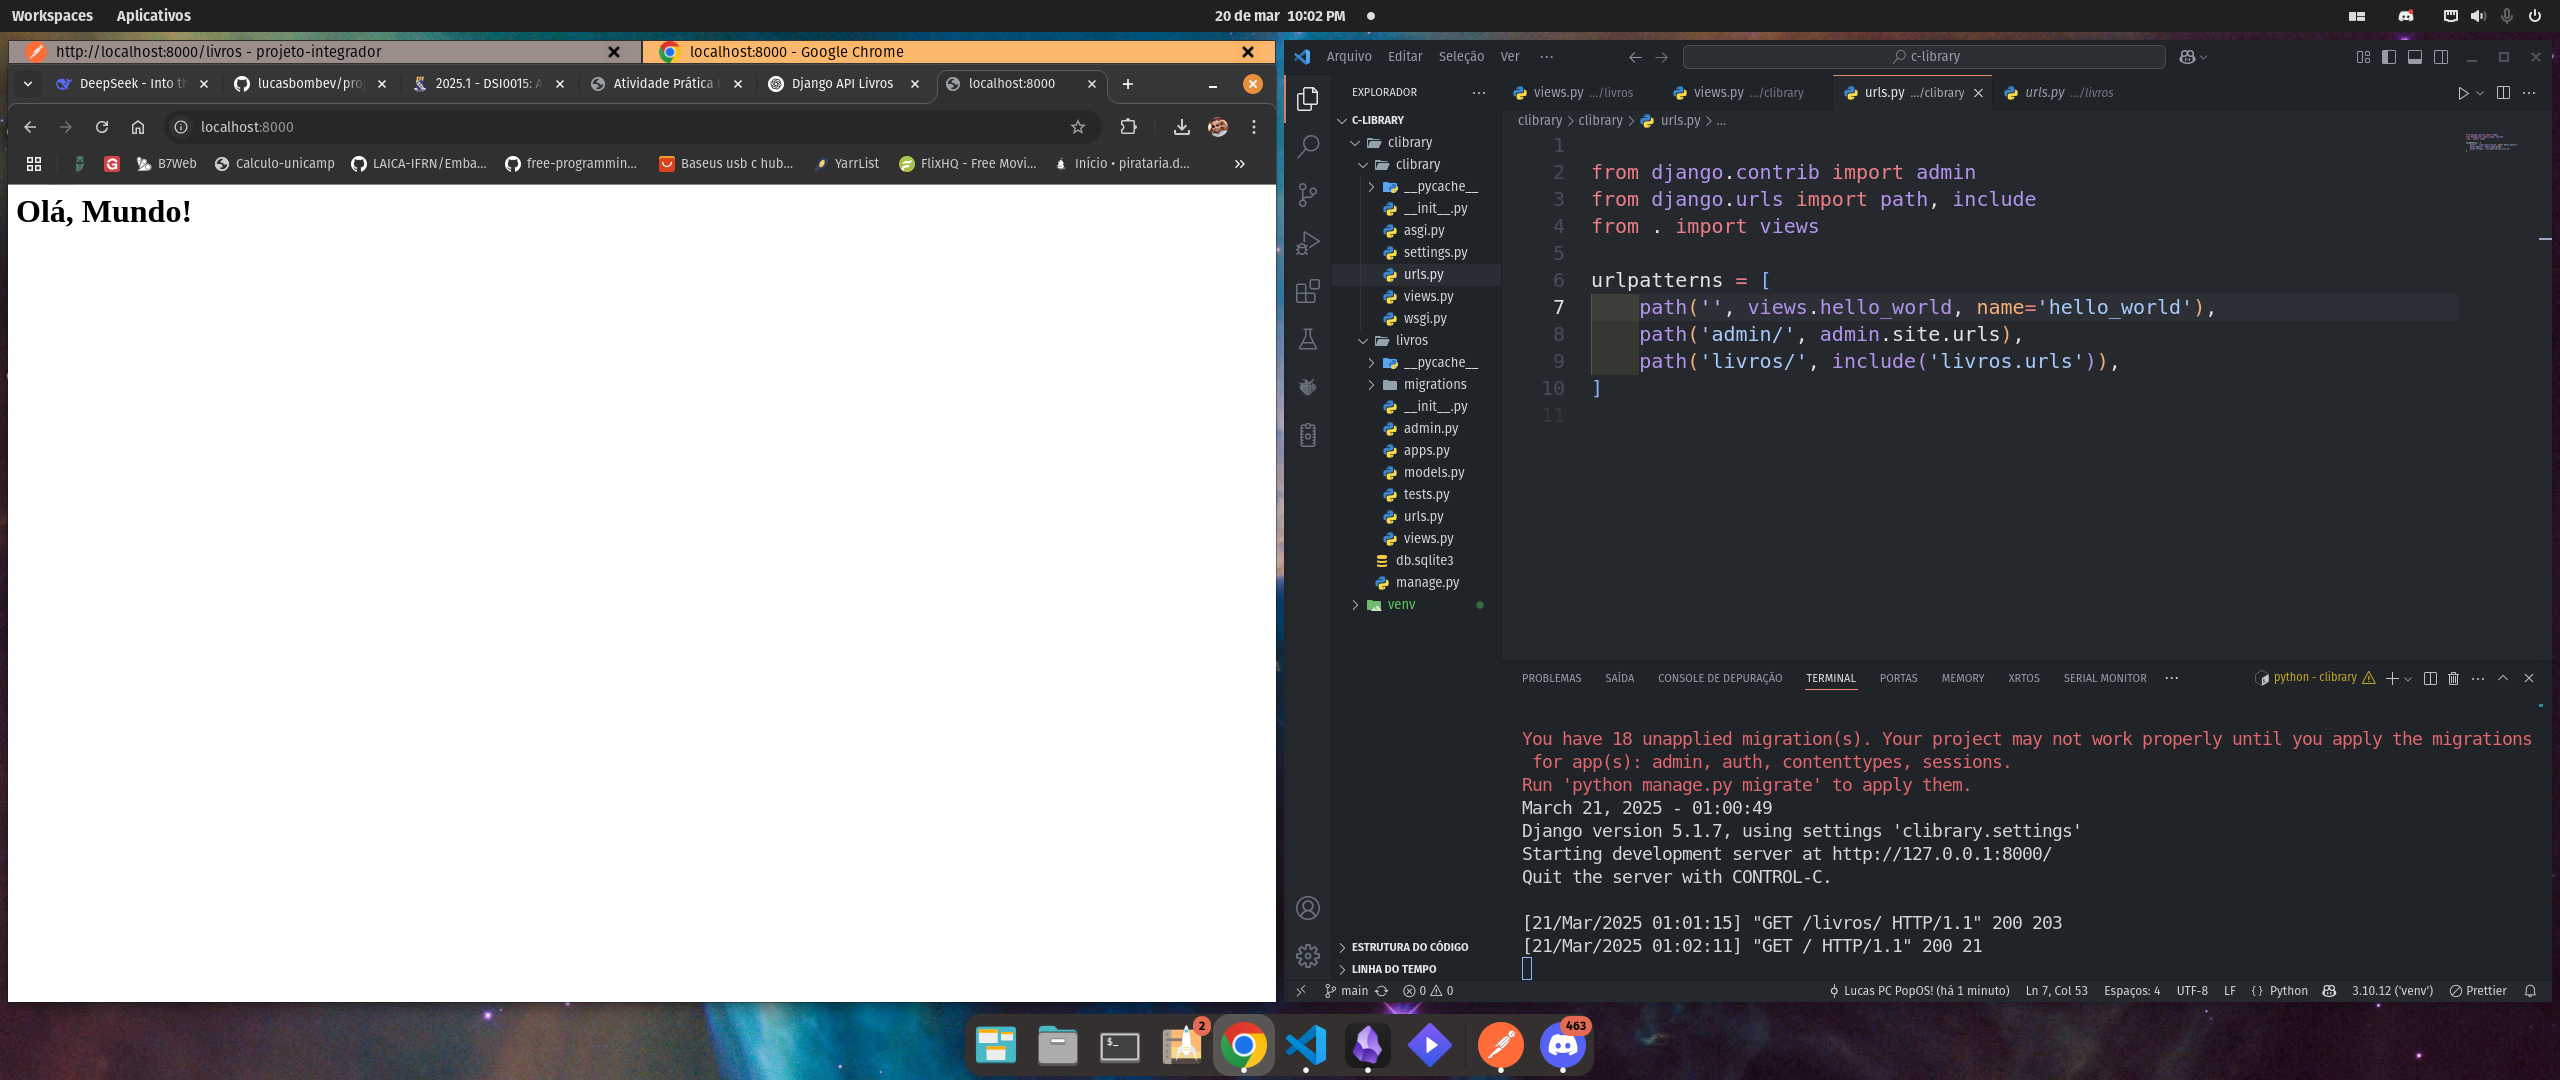 Workspaces Aplicativos
20 de mar 10:02 PM
http://localhost:8000/livros - projeto-integrador
localhost:8000 - Google Chrome
DeepSeek - Into th
lucasbombev/proj
2025.1 - DSI0015: A
Atividade Prática
Django API Livros
localhost:8000
localhost:8000
B7Web
Calculo-unicamp
LAICA-IFRN/Emba...
free-programmin...
Baseus usb c hub...
YarrList
FlixHQ - Free Movi...
Início • pirataria.d...
»
Olá, Mundo!
Arquivo Editar Seleção Ver ···
c-library
EXPLORADOR
C-LIBRARY
clibrary
clibrary
__pycache__
__init__.py
asgi.py
settings.py
urls.py
views.py
wsgi.py
livros
__pycache__
migrations
__init__.py
admin.py
apps.py
models.py
tests.py
urls.py
views.py
db.sqlite3
manage.py
venv
ESTRUTURA DO CÓDIGO
LINHA DO TEMPO
views.py .../livros
views.py .../clibrary
urls.py .../clibrary
urls.py .../livros
clibrary > clibrary > urls.py > ...
1
2 from django.contrib import admin
3 from django.urls import path, include
4 from . import views
5
6 urlpatterns = [
7 path('', views.hello_world, name='hello_world'),
8 path('admin/', admin.site.urls),
9 path('livros/', include('livros.urls')),
10 ]
11
PROBLEMAS SAÍDA CONSOLE DE DEPURAÇÃO TERMINAL PORTAS MEMORY XRTOS SERIAL MONITOR ···
python - clibrary
You have 18 unapplied migration(s). Your project may not work properly until you apply the migrations
for app(s): admin, auth, contenttypes, sessions.
Run 'python manage.py migrate' to apply them.
March 21, 2025 - 01:00:49
Django version 5.1.7, using settings 'clibrary.settings'
Starting development server at http://127.0.0.1:8000/
Quit the server with CONTROL-C.
[21/Mar/2025 01:01:15] "GET /livros/ HTTP/1.1" 200 203
[21/Mar/2025 01:02:11] "GET / HTTP/1.1" 200 21
main 0 0
Lucas PC PopOS! (há 1 minuto) Ln 7, Col 53 Espaços: 4 UTF-8 LF {} Python 3.10.12 ('venv') Prettier
$_
2
463